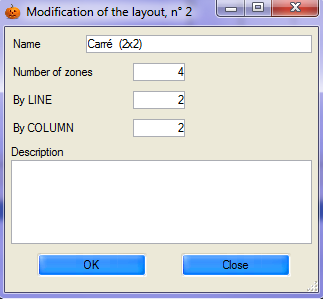 Modification of the layout, n° 2
Name Carré (2x2)
Number of zones 4
By LINE 2
By COLUMN 2
Description
OK Close